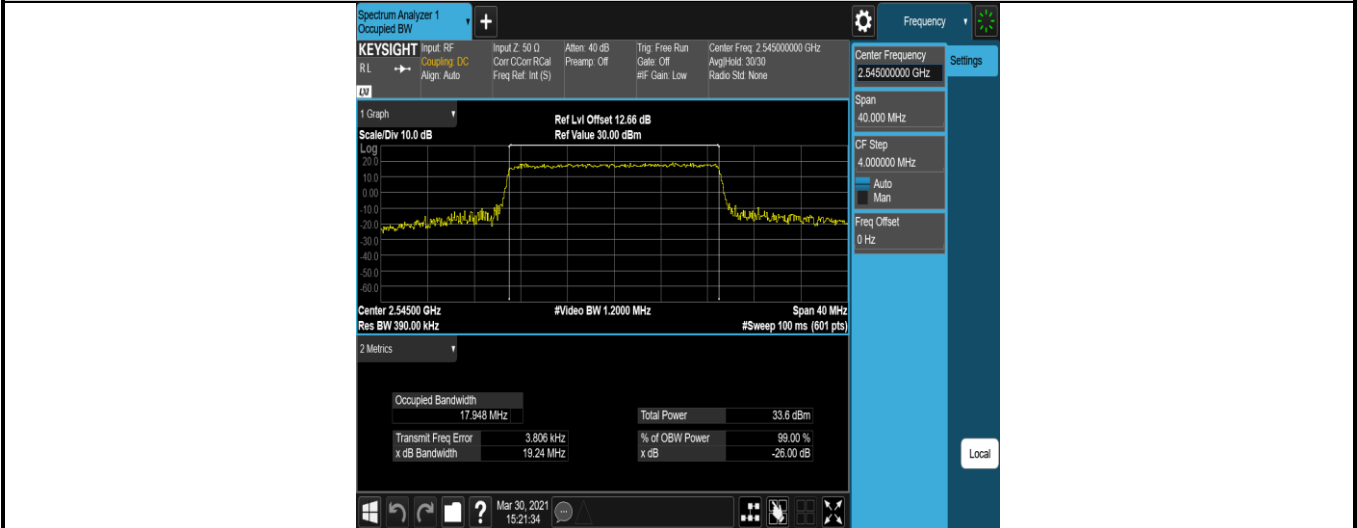 Spectrum Analyzer 1
Occupied BW
+
Frequency
KEYSIGHT
RL
LXI
Input: RF
Coupling: DC
Align: Auto
Input Z: 50 Ω
Corr CCorr RCal
Freq Ref: Int (S)
Atten: 40 dB
Preamp: Off
Trig: Free Run
Gate: Off
#IF Gain: Low
Center Freq: 2.545000000 GHz
Avg|Hold: 30/30
Radio Std: None
Center Frequency
2.545000000 GHz
Settings
Span
40.000 MHz
CF Step
4.000000 MHz
Auto
Man
Freq Offset
0 Hz
Local
1 Graph
Scale/Div 10.0 dB
Ref Lvl Offset 12.66 dB
Ref Value 30.00 dBm
Log
20.0
10.0
0.00
-10.0
-20.0
-30.0
-40.0
-50.0
-60.0
Center 2.54500 GHz
Res BW 390.00 kHz
#Video BW 1.2000 MHz
Span 40 MHz
#Sweep 100 ms (601 pts)
2 Metrics
Occupied Bandwidth
17.948 MHz
Transmit Freq Error 3.806 kHz
x dB Bandwidth 19.24 MHz
Total Power 33.6 dBm
% of OBW Power 99.00 %
x dB -26.00 dB
?
Mar 30, 2021
15:21:34